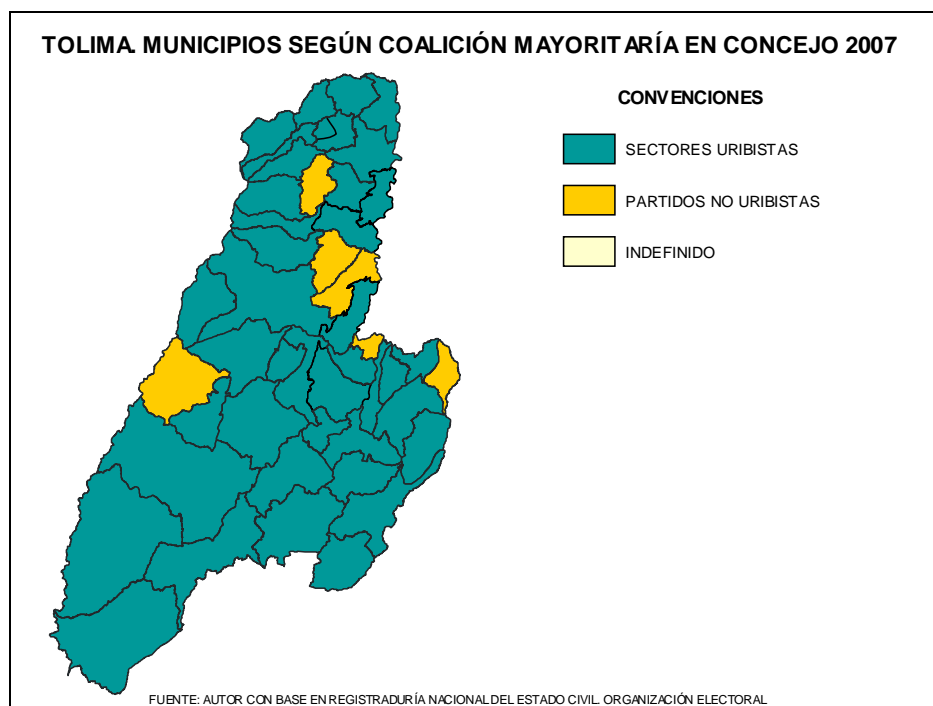 TOLIMA. MUNICIPIOS SEGÚN COALICIÓN MAYORITARÍA EN CONCEJO 2007
CONVENCIONES
SECTORES URIBISTAS
PARTIDOS NO URIBISTAS
INDEFINIDO
FUENTE: AUTOR CON BASE EN REGISTRADURÍA NACIONAL DEL ESTADO CIVIL. ORGANIZACIÓN ELECTORAL